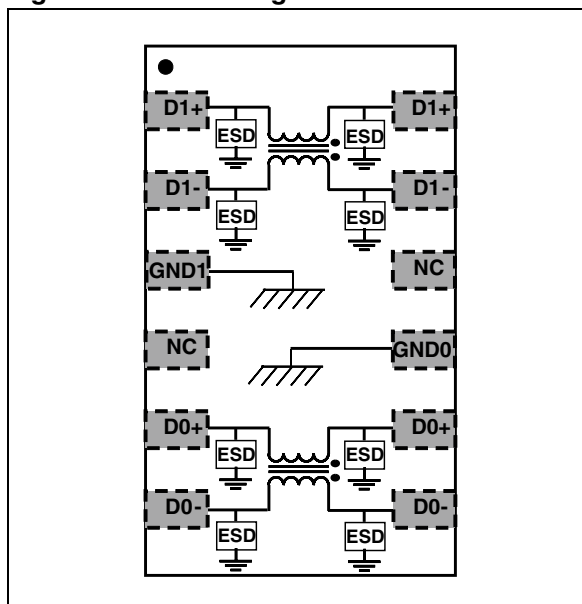 D1+ D1+
ESD ESD
D1- D1-
ESD ESD
GND1 NC
NC GND0
D0+ D0+
ESD ESD
D0- D0-
ESD ESD